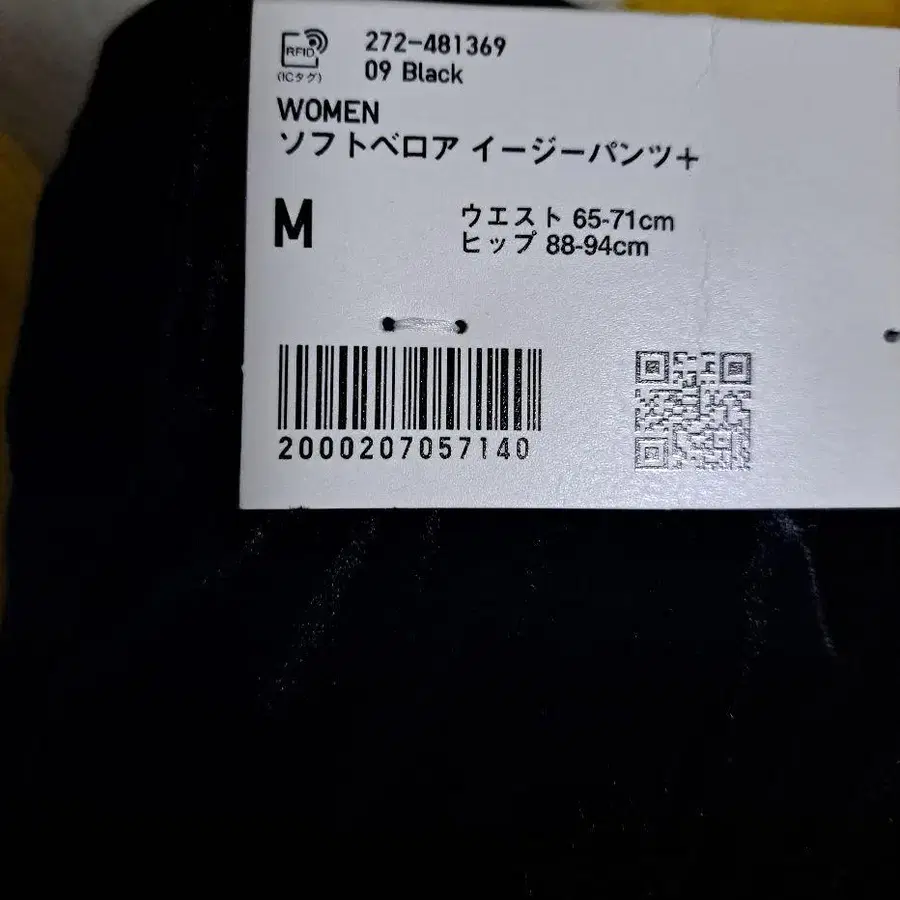 RFID
(ICタグ)
272-481369
09 Black
WOMEN
ソフトベロア イージーパンツ+
M
ウエスト 65-71cm
ヒップ 88-94cm
2000207057140